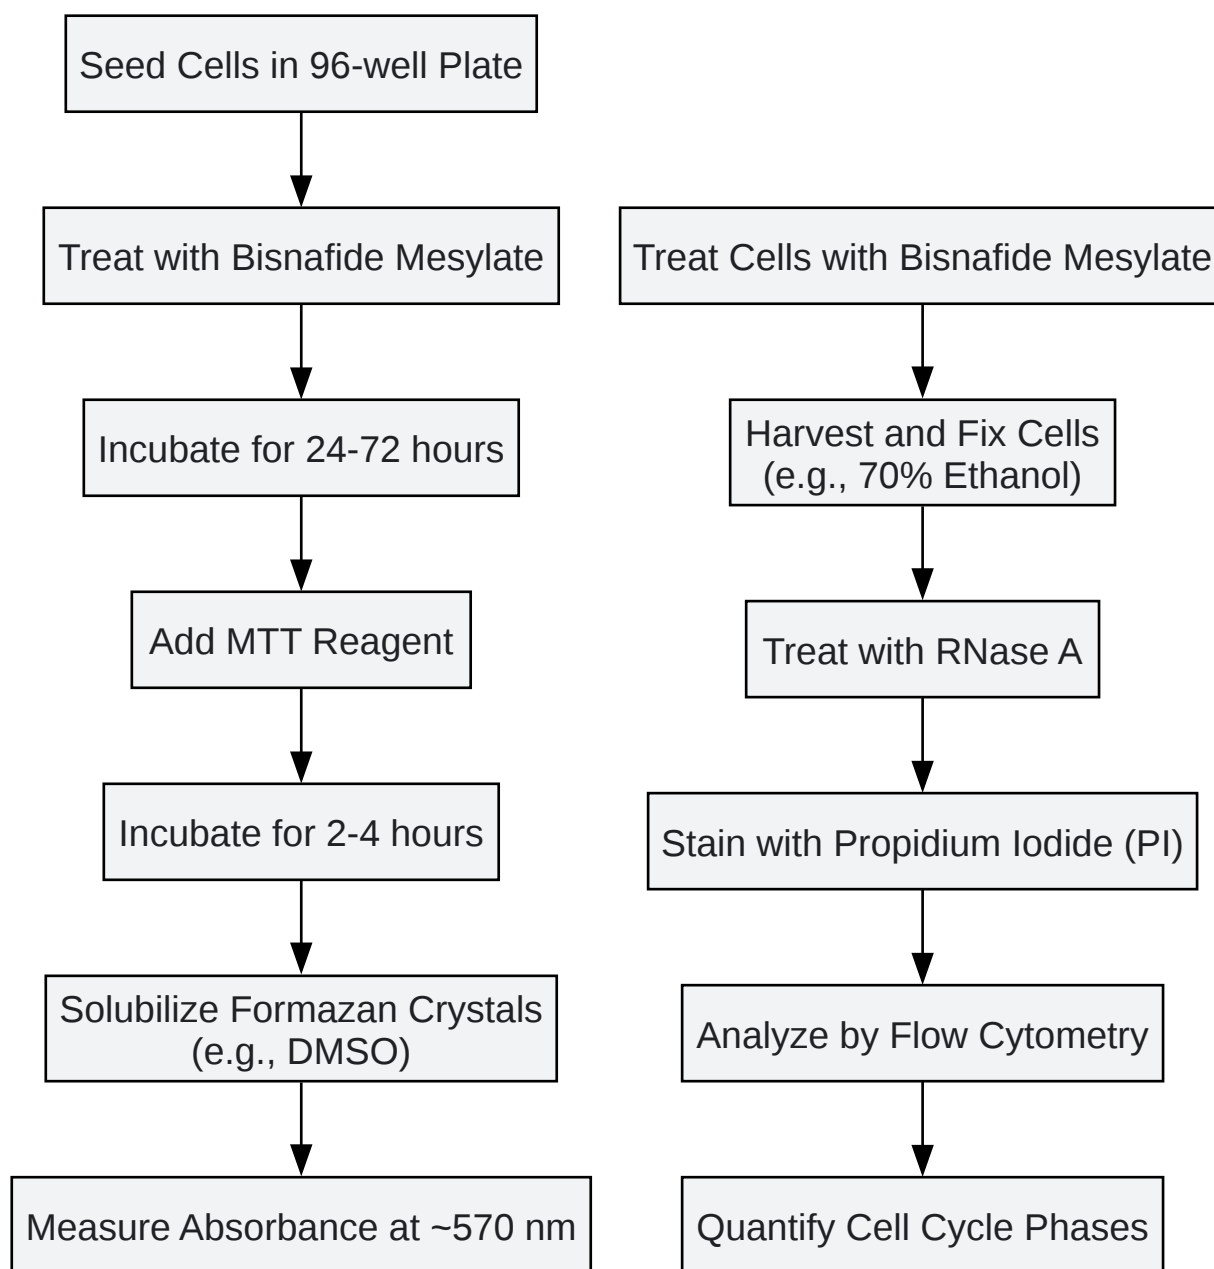 Seed Cells in 96-well Plate
Treat with Bisnafide Mesylate
Incubate for 24-72 hours
Add MTT Reagent
Incubate for 2-4 hours
Solubilize Formazan Crystals
(e.g., DMSO)
Measure Absorbance at ~570 nm
Treat Cells with Bisnafide Mesylate
Harvest and Fix Cells
(e.g., 70% Ethanol)
Treat with RNase A
Stain with Propidium Iodide (PI)
Analyze by Flow Cytometry
Quantify Cell Cycle Phases